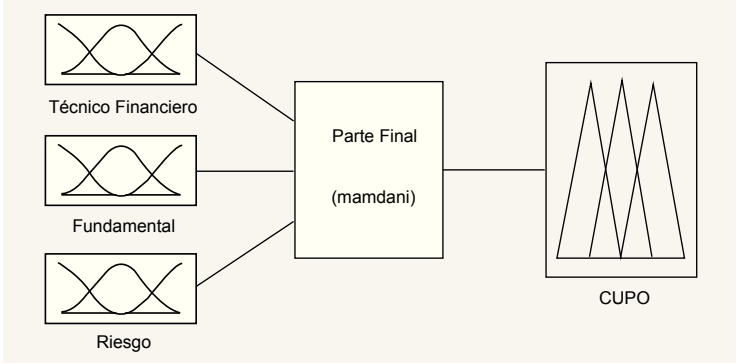 Técnico Financiero
Fundamental
Riesgo
Parte Final
(mamdani)
CUPO